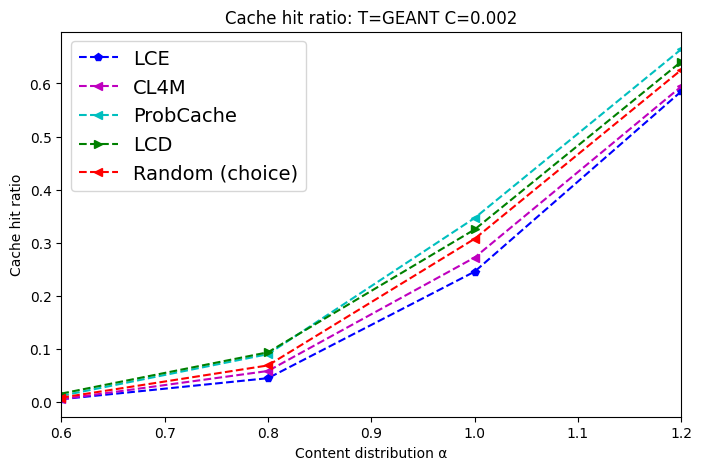 Cache hit ratio: T=GEANT C=0.002
LCE
CL4M
ProbCache
LCD
Random (choice)
Cache hit ratio
0.6
0.5
0.4
0.3
0.2
0.1
0.0
0.6 0.7 0.8 0.9 1.0 1.1 1.2
Content distribution α